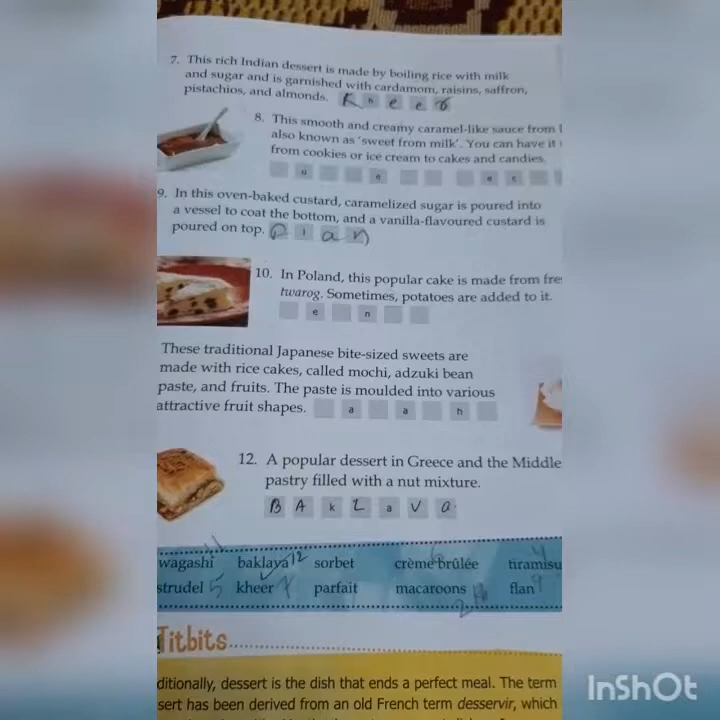 7. This rich Indian dessert is made by boiling rice with milk
and sugar and is garnished with cardamom, raisins, saffron,
pistachios, and almonds. K h e e r
8. This smooth and creamy caramel-like sauce from
also known as 'sweet from milk'. You can have it
from cookies or ice cream to cakes and candies.
u e e c
9. In this oven-baked custard, caramelized sugar is poured into
a vessel to coat the bottom, and a vanilla-flavoured custard is
poured on top. l a n
10. In Poland, this popular cake is made from fre
twarog. Sometimes, potatoes are added to it.
e n
These traditional Japanese bite-sized sweets are
made with rice cakes, called mochi, adzuki bean
paste, and fruits. The paste is moulded into various
attractive fruit shapes. a a h
12. A popular dessert in Greece and the Middle
pastry filled with a nut mixture.
B A k L a V a
wagashi 11 baklava 12 sorbet crème brûlée 6 tiramisu 4
strudel 5 kheer 7 parfait macaroons 2 flan 9
Titbits
ditionally, dessert is the dish that ends a perfect meal. The term
sert has been derived from an old French term desservir, which
InShOt